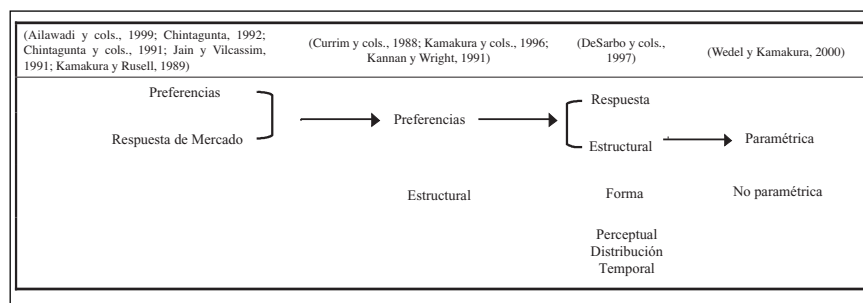 (Ailawadi y cols., 1999; Chintagunta, 1992;
Chintagunta y cols., 1991; Jain y Vilcassim,
1991; Kamakura y Rusell, 1989)
(Currim y cols., 1988; Kamakura y cols., 1996;
Kannan y Wright, 1991)
(DeSarbo y cols.,
1997)
(Wedel y Kamakura, 2000)
Preferencias
Respuesta de Mercado
Preferencias
Estructural
Respuesta
Estructural
Forma
Perceptual
Distribución
Temporal
Paramétrica
No paramétrica